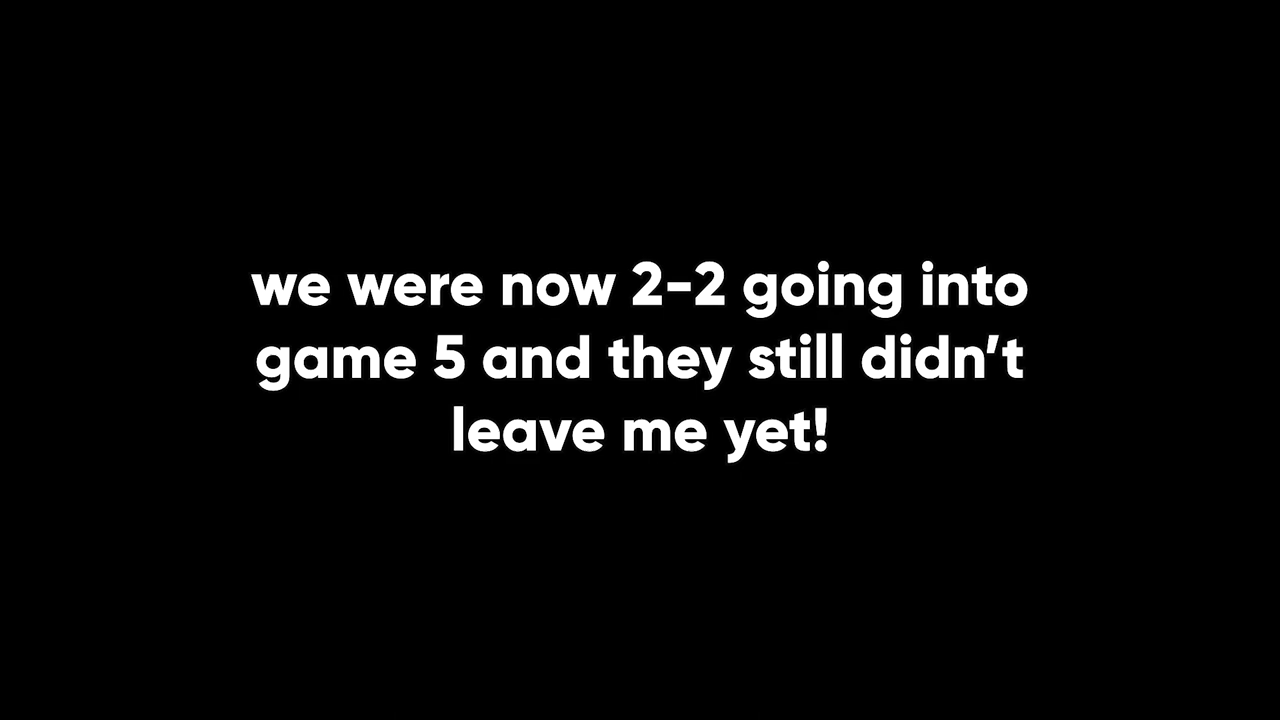 we were now 2-2 going into
game 5 and they still didn’t
leave me yet!